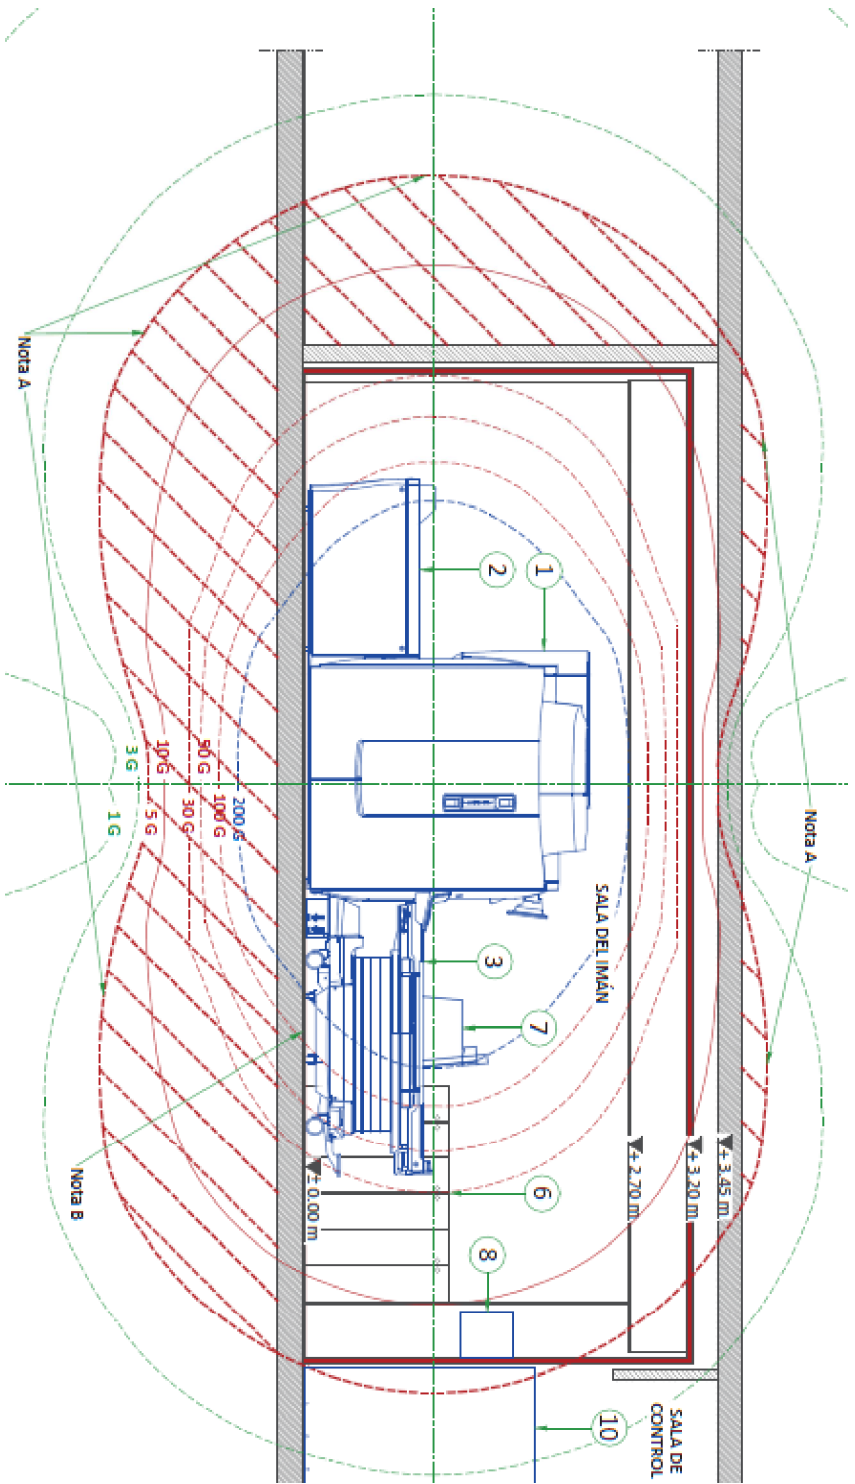 Nota A
Nota A
Nota B
1
2
3
7
6
8
10
SALA DEL IMÁN
SALA DE
CONTROL
+ 3.45 m
+ 3.20 m
+ 2.70 m
± 0.00 m
200 G
100 G
50 G
30 G
10 G
5 G
3 G
1 G